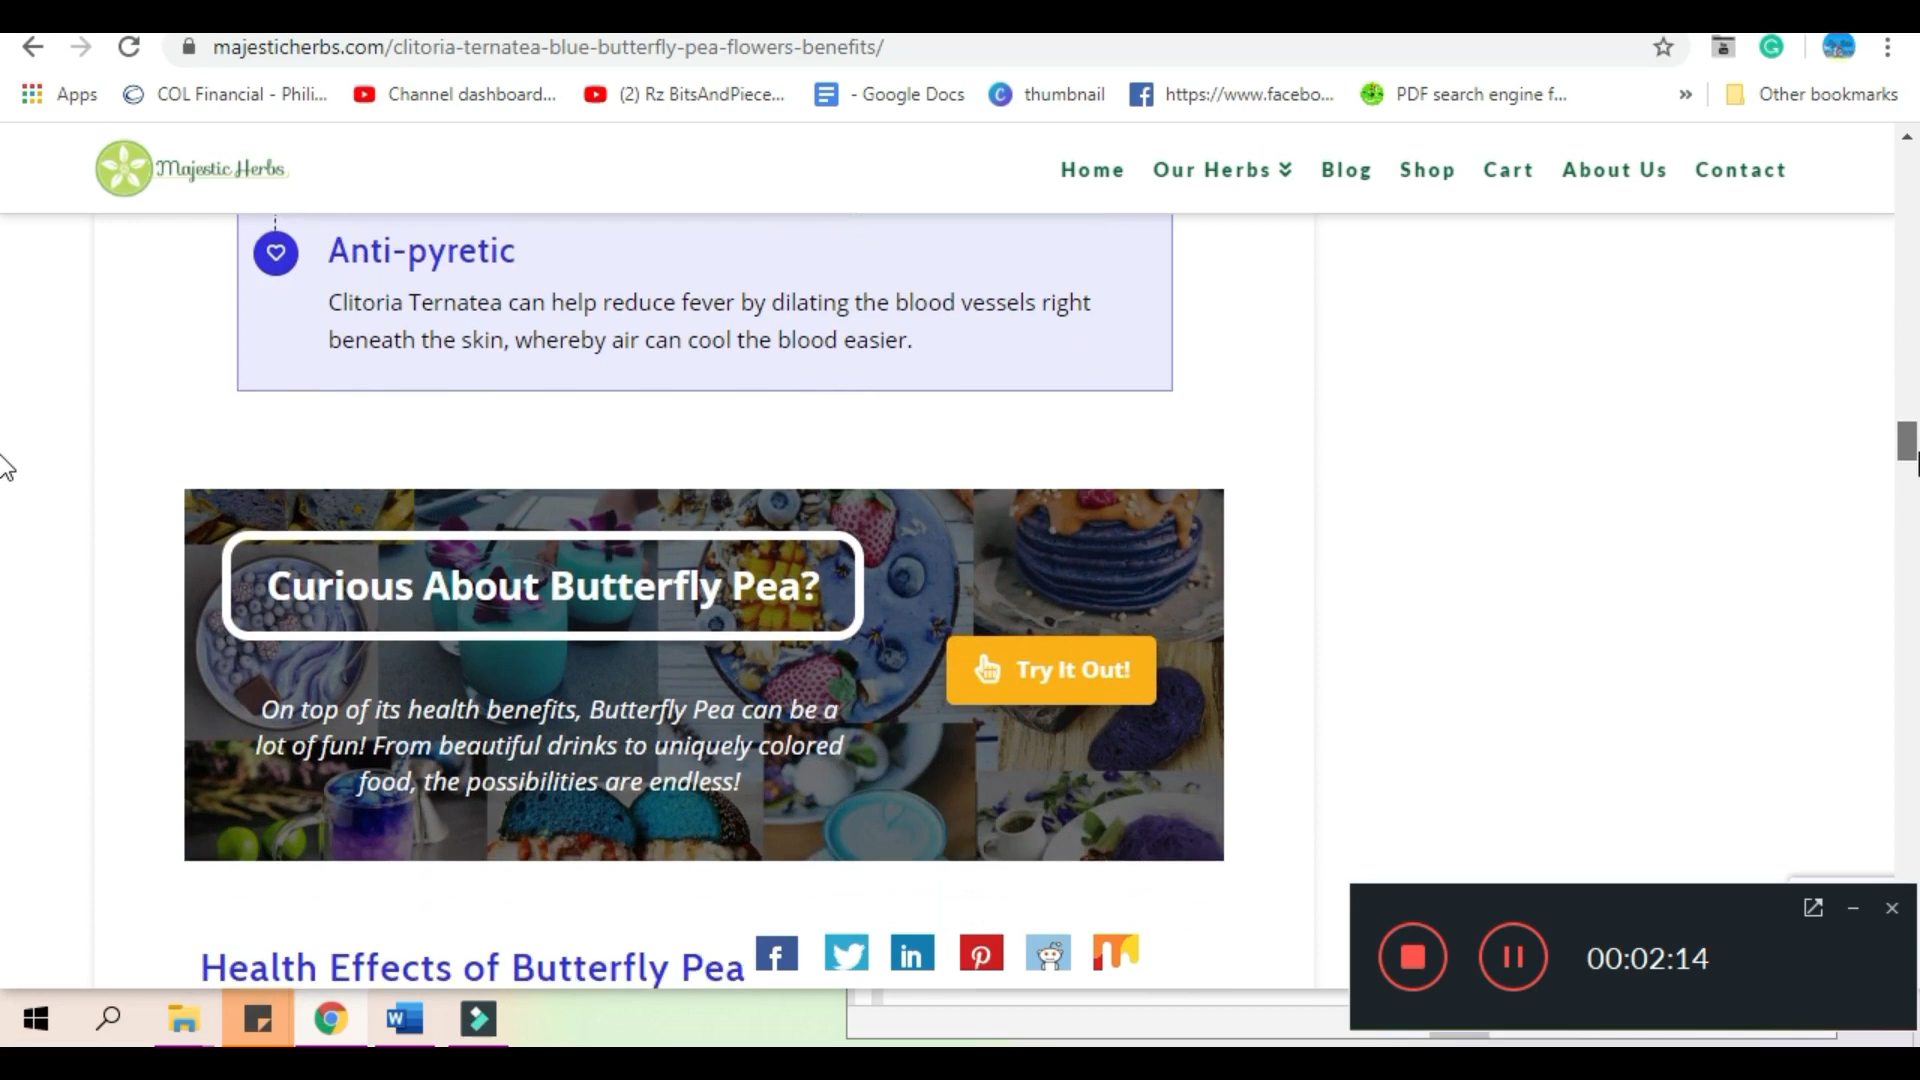 majesticherbs.com/clitoria-ternatea-blue-butterfly-pea-flowers-benefits/
Apps COL Financial - Phili... Channel dashboard... (2) Rz BitsAndPiece... - Google Docs thumbnail https://www.facebo... PDF search engine f... » Other bookmarks
Majestic Herbs Home Our Herbs Blog Shop Cart About Us Contact
Anti-pyretic
Clitoria Ternatea can help reduce fever by dilating the blood vessels right
beneath the skin, whereby air can cool the blood easier.
Curious About Butterfly Pea?
Try It Out!
On top of its health benefits, Butterfly Pea can be a
lot of fun! From beautiful drinks to uniquely colored
food, the possibilities are endless!
Health Effects of Butterfly Pea
00:02:14